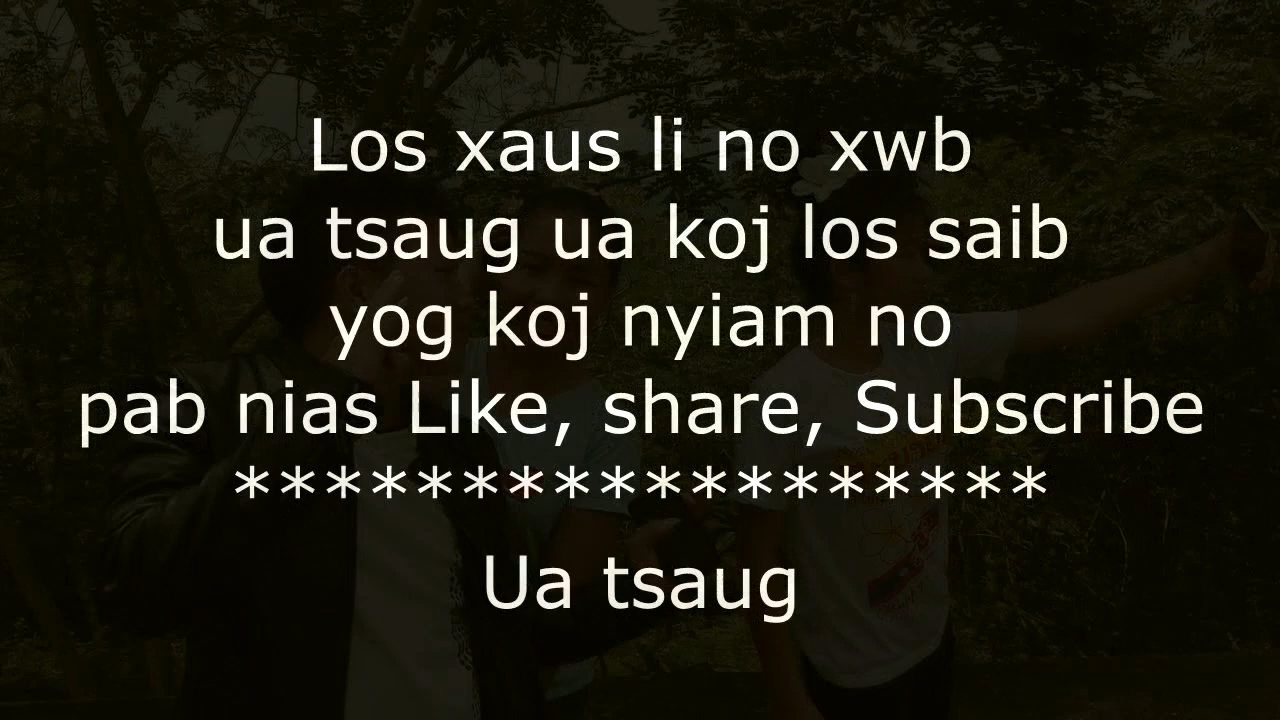 Los xaus li no xwb
ua tsaug ua koj los saib
yog koj nyiam no
pab nias Like, share, Subscribe
******************
Ua tsaug